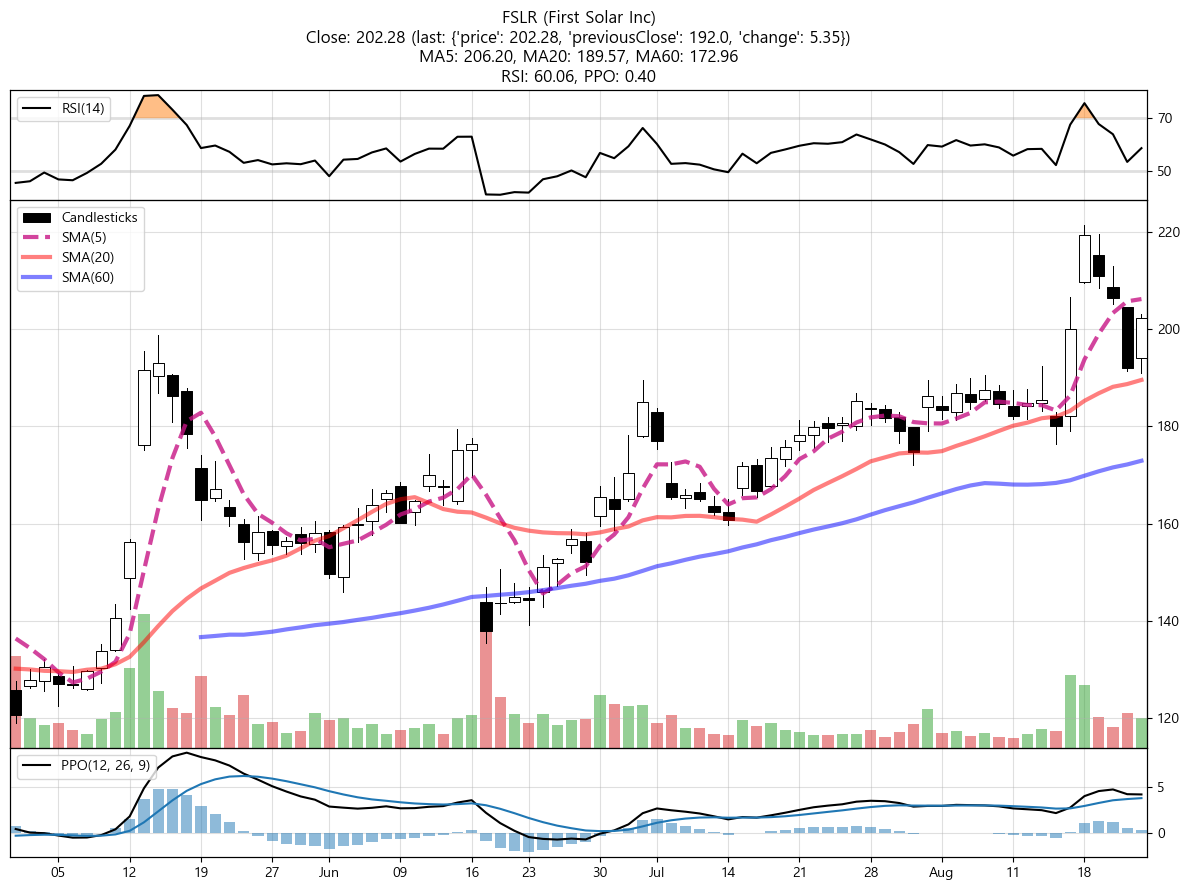 FSLR (First Solar Inc)
Close: 202.28 (last: {'price': 202.28, 'previousClose': 192.0, 'change': 5.35})
MA5: 206.20, MA20: 189.57, MA60: 172.96
RSI: 60.06, PPO: 0.40
RSI(14)
70
50
Candlesticks
SMA(5)
SMA(20)
SMA(60)
220
200
180
160
140
120
PPO(12, 26, 9)
5
0
05 12 19 27 Jun 09 16 23 30 Jul 14 21 28 Aug 11 18